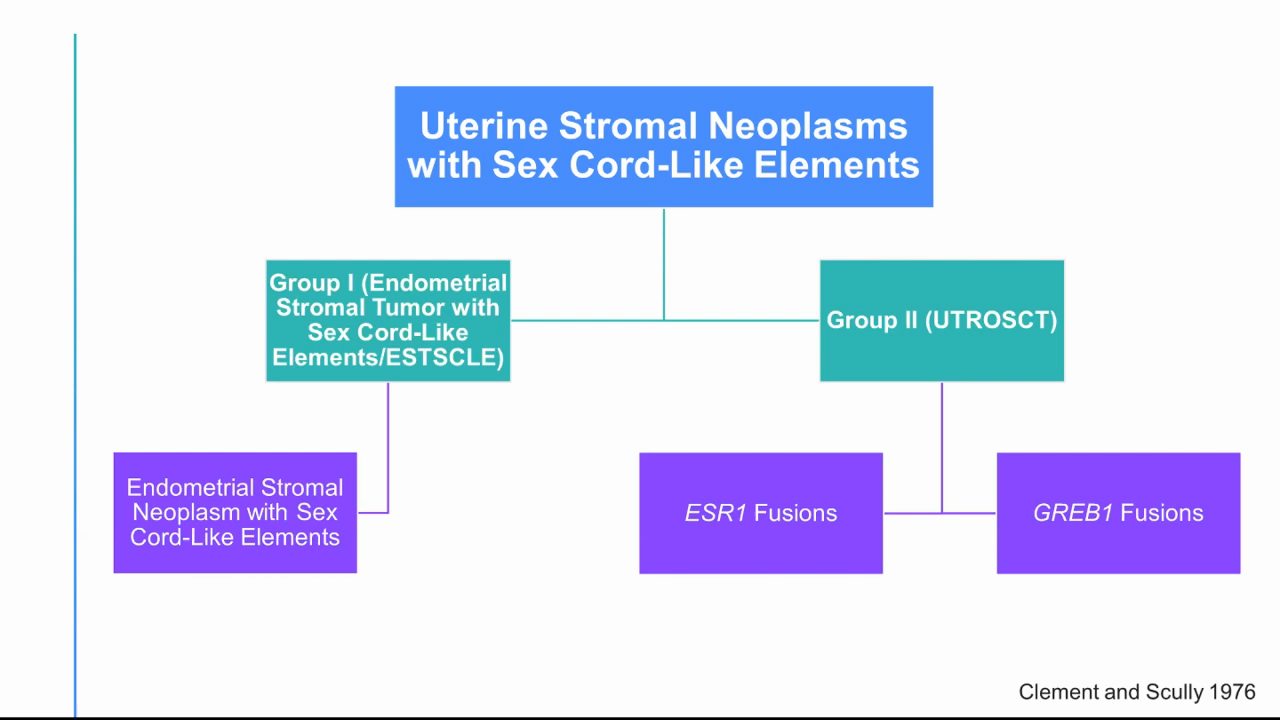 Uterine Stromal Neoplasms
with Sex Cord-Like Elements
Group I (Endometrial
Stromal Tumor with
Sex Cord-Like
Elements/ESTSCLE)
Group II (UTROSCT)
Endometrial Stromal
Neoplasm with Sex
Cord-Like Elements
ESR1 Fusions
GREB1 Fusions
Clement and Scully 1976